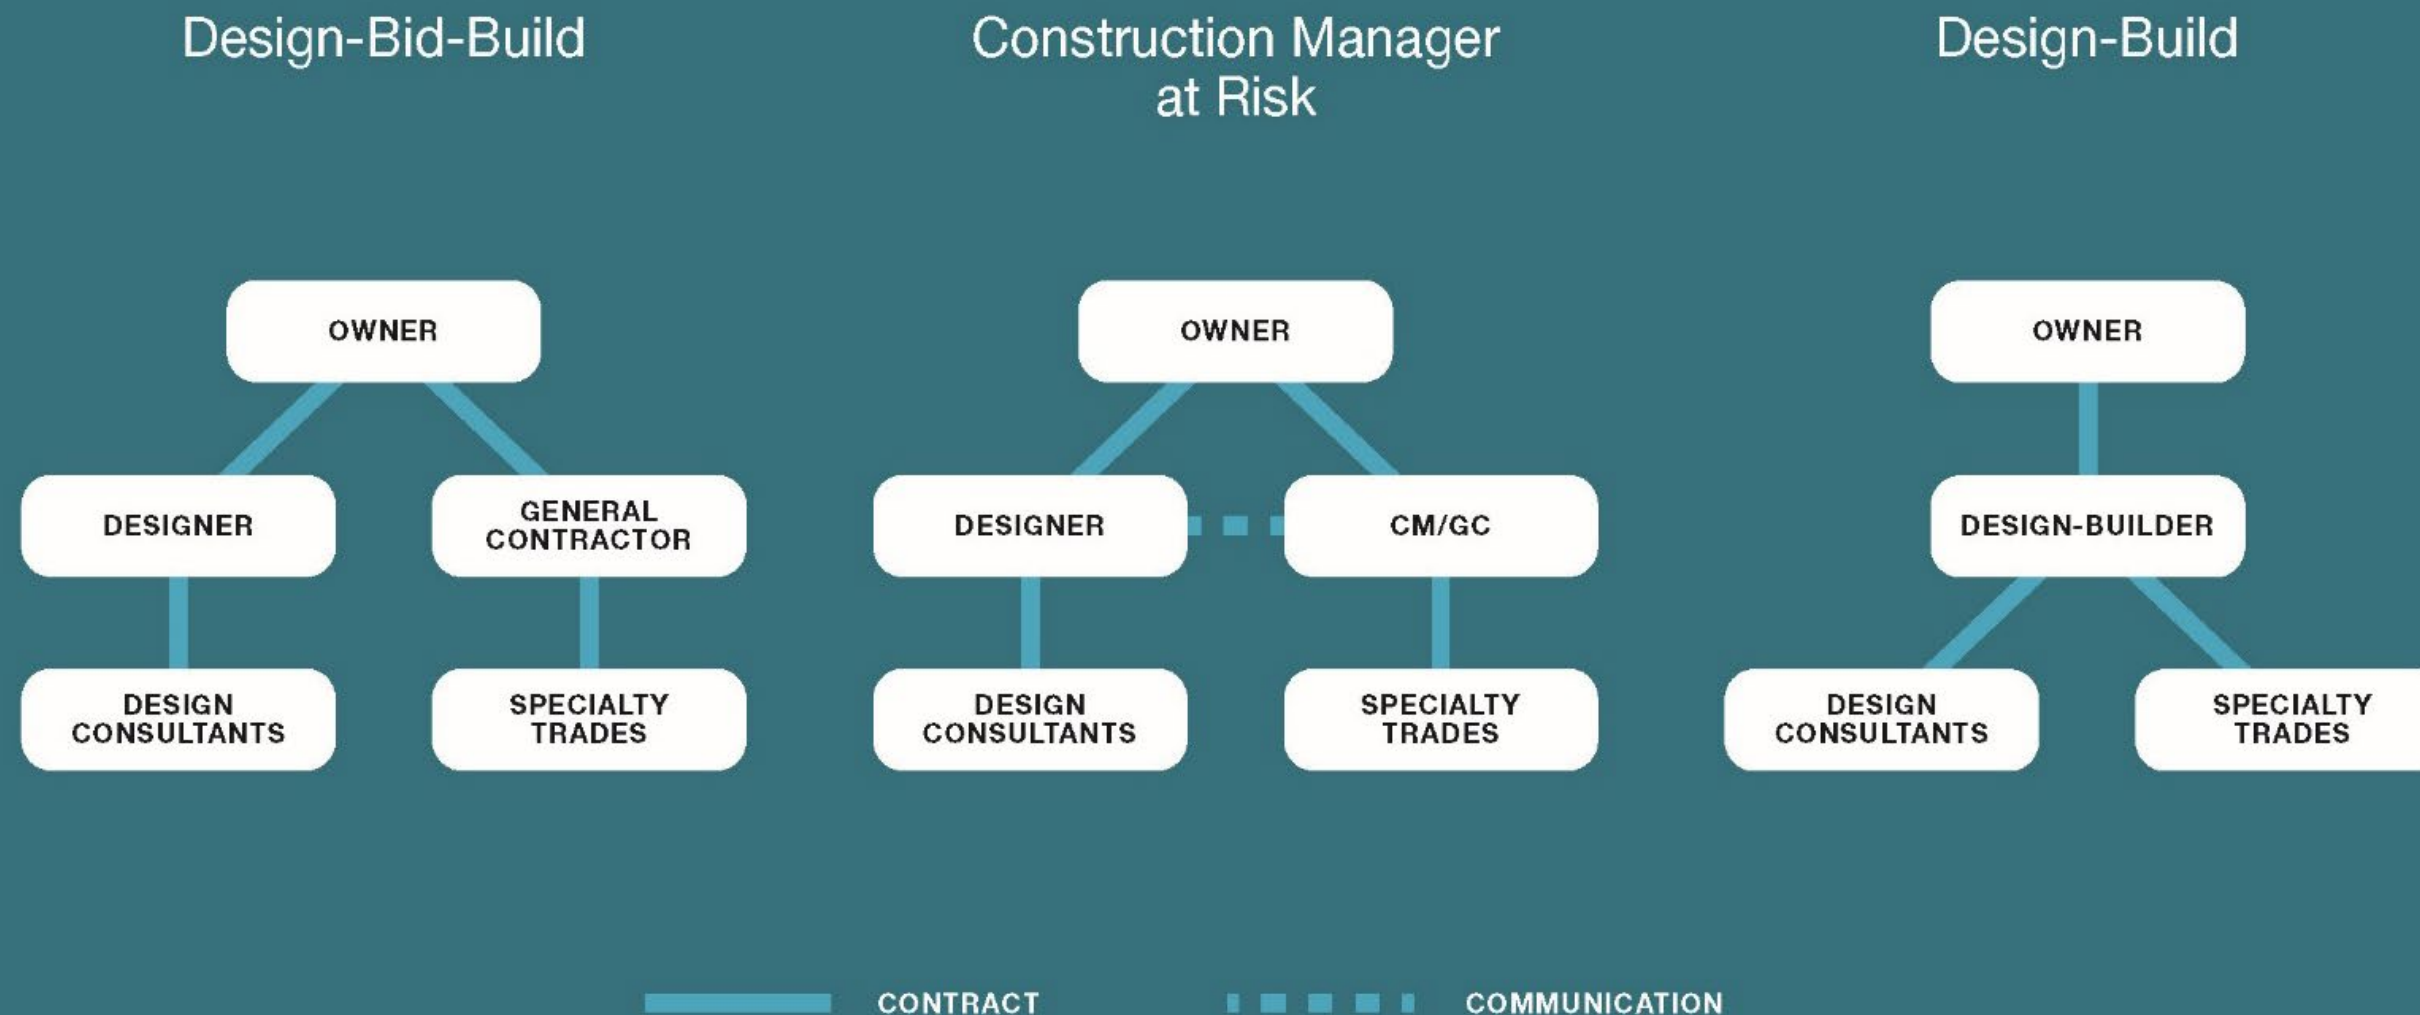 Design-Bid-Build
Construction Manager
at Risk
Design-Build
OWNER
DESIGNER
GENERAL
CONTRACTOR
DESIGN
CONSULTANTS
SPECIALTY
TRADES
OWNER
DESIGNER
CM/GC
DESIGN
CONSULTANTS
SPECIALTY
TRADES
OWNER
DESIGN-BUILDER
DESIGN
CONSULTANTS
SPECIALTY
TRADES
CONTRACT
COMMUNICATION